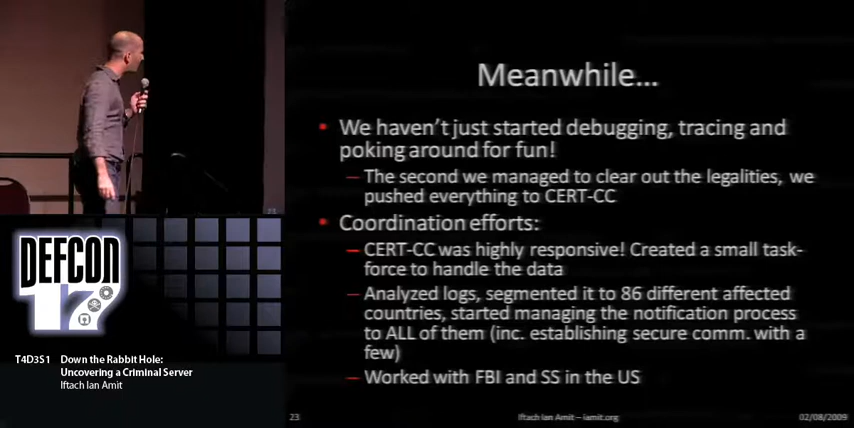 Meanwhile...
• We haven't just started debugging, tracing and
poking around for fun!
– The second we managed to clear out the legalities, we
pushed everything to CERT-CC
• Coordination efforts:
– CERT-CC was highly responsive! Created a small task-
force to handle the data
– Analyzed logs, segmented it to 86 different affected
countries, started managing the notification process
to ALL of them (inc. establishing secure comm. with a
few)
– Worked with FBI and SS in the US
23
Iftach Ian Amit – iamit.org
02/08/2009
DEFCON
17
T4D3S1 Down the Rabbit Hole:
Uncovering a Criminal Server
Iftach Ian Amit